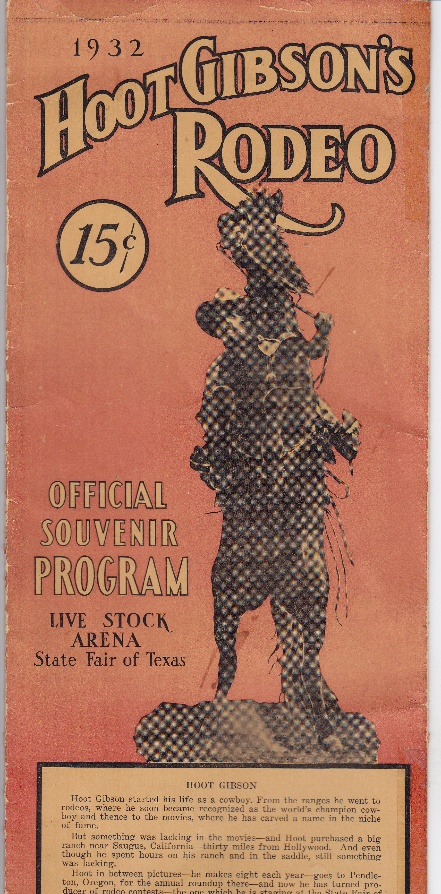 1932
HOOT GIBSON'S
RODEO
15¢
OFFICIAL
SOUVENIR
PROGRAM
LIVE STOCK
ARENA
State Fair of Texas
HOOT GIBSON
Hoot Gibson started his life as a cowboy. From the ranges he went to
rodeos, where he soon became recognized as the world's champion cow-
boy and thence to the movies, where he has carved a name in the niche
of fame.
But something was lacking in the movies—and Hoot purchased a big
ranch near Saugus, California—thirty miles from Hollywood. And even
though he spent hours on his ranch and in the saddle, still something
was lacking.
Hoot in between pictures—he makes eight each year—goes to Pendle-
ton, Oregon, for the annual roundup there—and now he has turned pro-
ducer of rodeo contests—the one which he is staging at the State Fair of